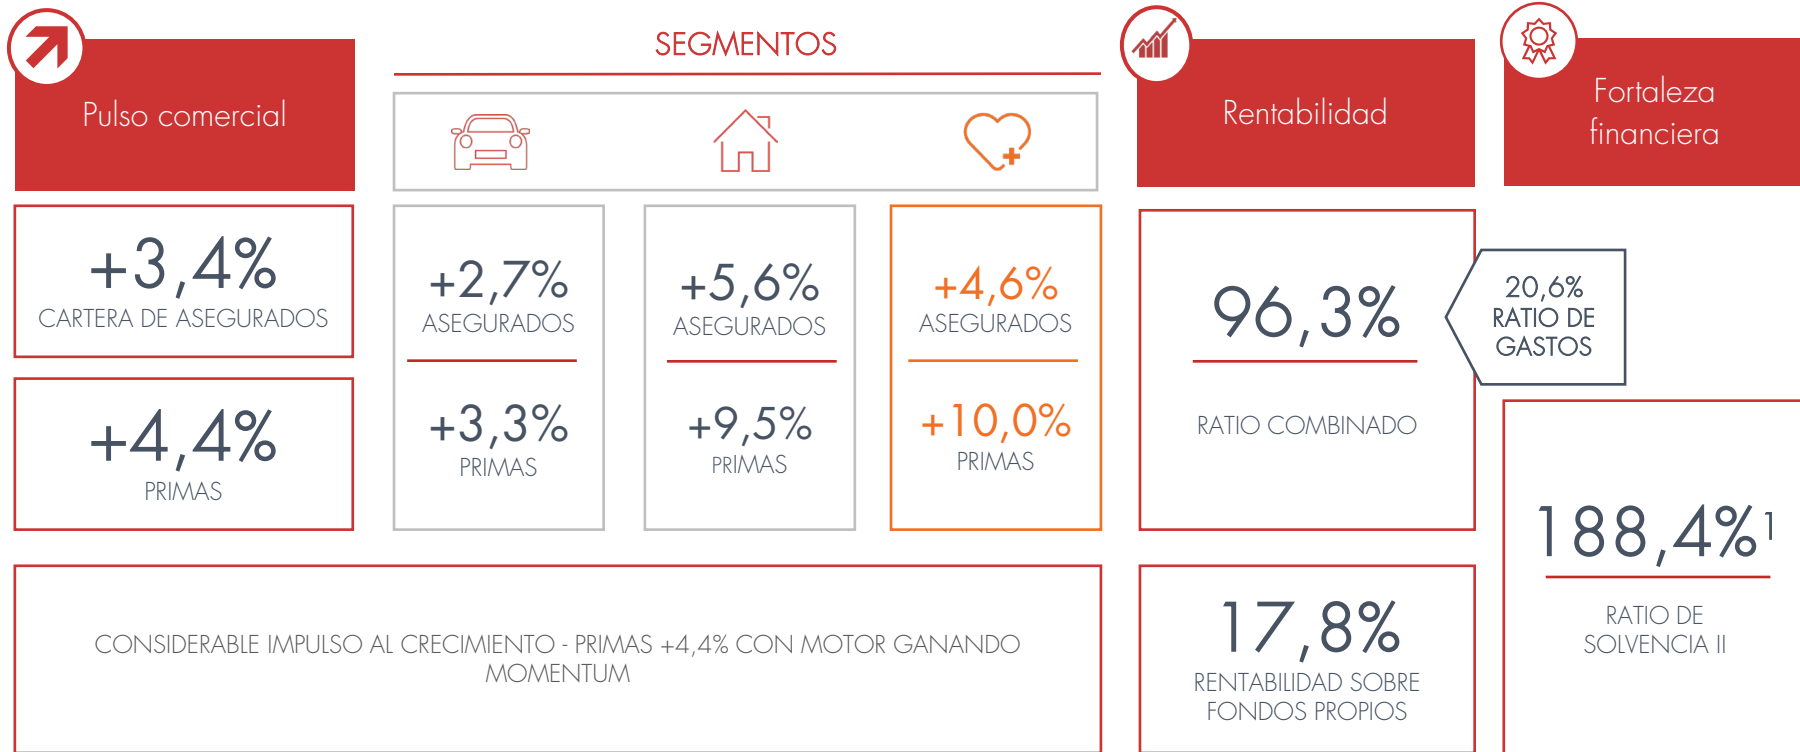 Pulso comercial
+3,4%
CARTERA DE ASEGURADOS
+4,4%
PRIMAS
SEGMENTOS
+2,7%
ASEGURADOS
+3,3%
PRIMAS
+5,6%
ASEGURADOS
+9,5%
PRIMAS
+4,6%
ASEGURADOS
+10,0%
PRIMAS
CONSIDERABLE IMPULSO AL CRECIMIENTO - PRIMAS +4,4% CON MOTOR GANANDO
MOMENTUM
Rentabilidad
96,3%
RATIO COMBINADO
20,6%
RATIO DE
GASTOS
17,8%
RENTABILIDAD SOBRE
FONDOS PROPIOS
Fortaleza
financiera
188,4%¹
RATIO DE
SOLVENCIA II